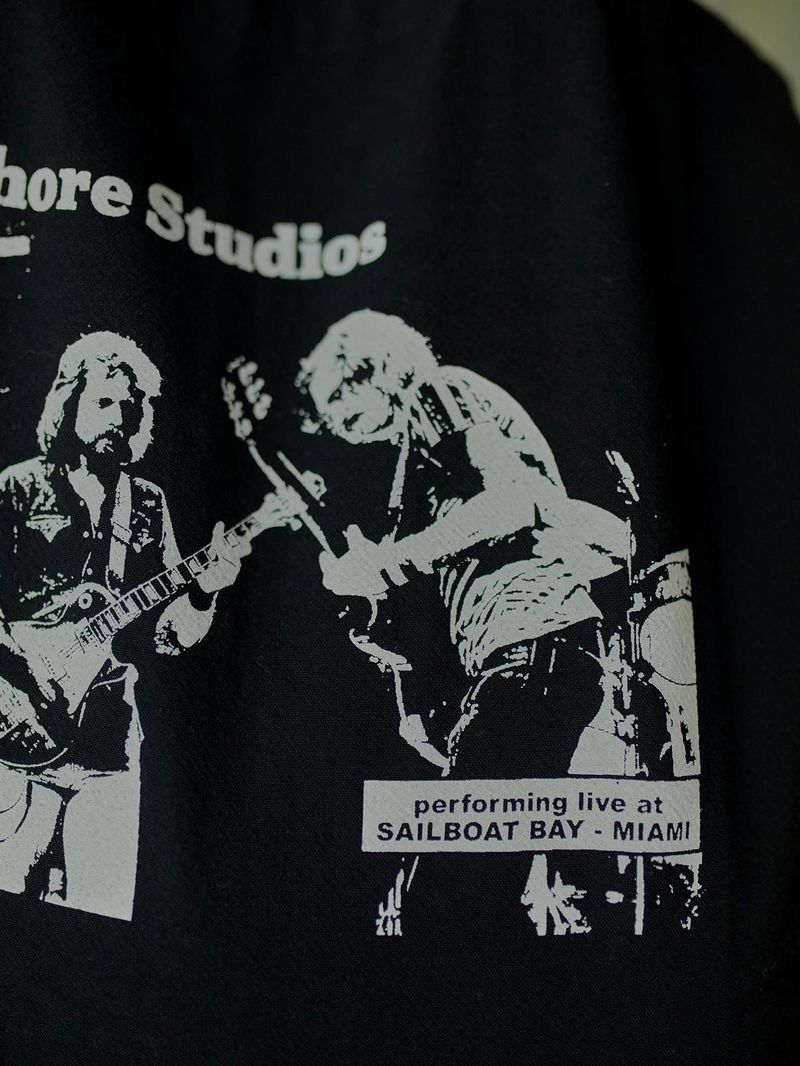 hore Studios
performing live at
SAILBOAT BAY - MIAMI